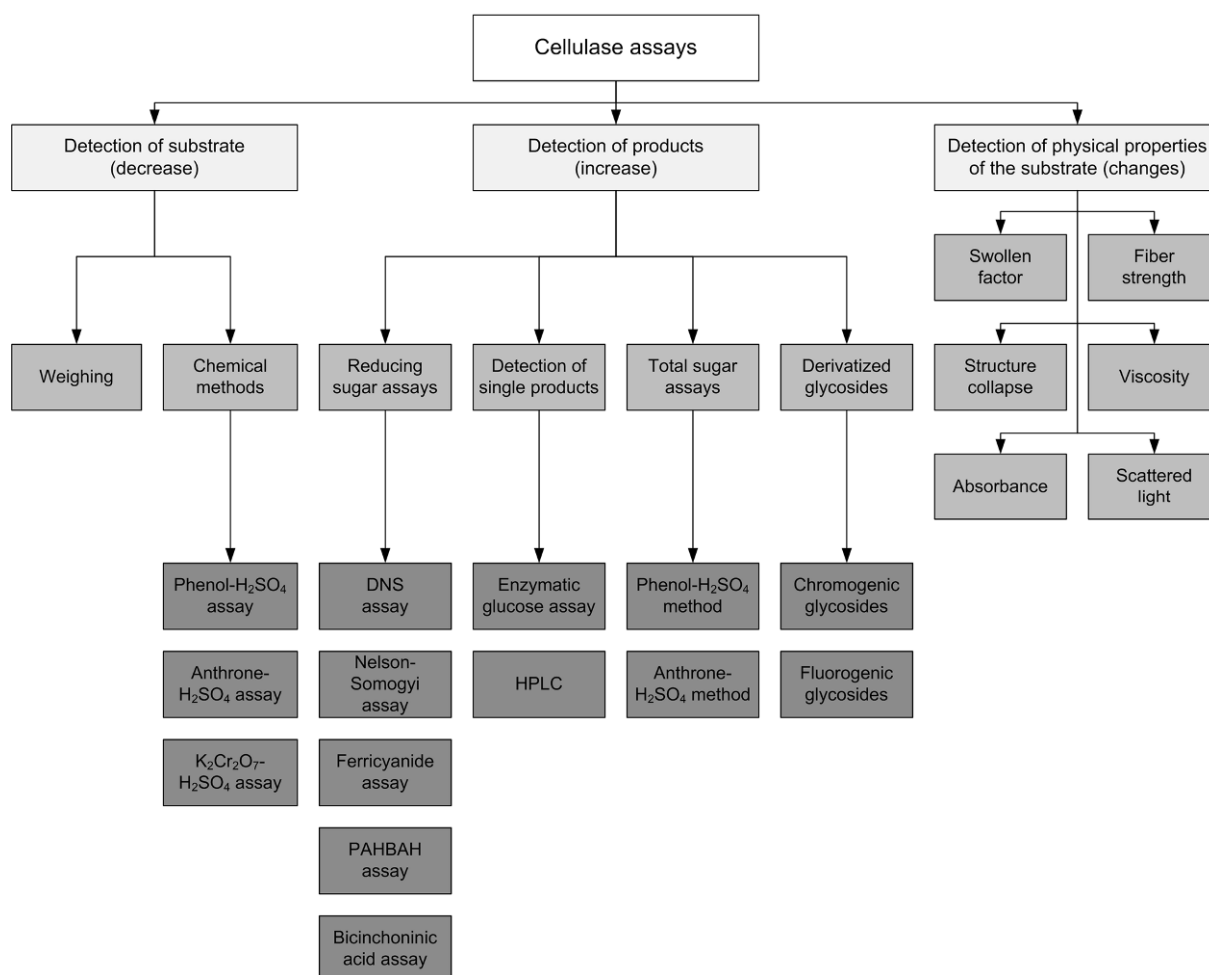 Cellulase assays
Detection of substrate
(decrease)
Detection of products
(increase)
Detection of physical properties
of the substrate (changes)
Swollen
factor
Fiber
strength
Weighing
Chemical
methods
Reducing
sugar assays
Detection of
single products
Total sugar
assays
Derivatized
glycosides
Structure
collapse
Viscosity
Absorbance
Scattered
light
Phenol-H₂SO₄
assay
DNS
assay
Enzymatic
glucose assay
Phenol-H₂SO₄
method
Chromogenic
glycosides
Anthrone-
H₂SO₄ assay
Nelson-
Somogyi
assay
HPLC
Anthrone-
H₂SO₄ method
Fluorogenic
glycosides
K₂Cr₂O₇-
H₂SO₄ assay
Ferricyanide
assay
PAHBAH
assay
Bicinchoninic
acid assay